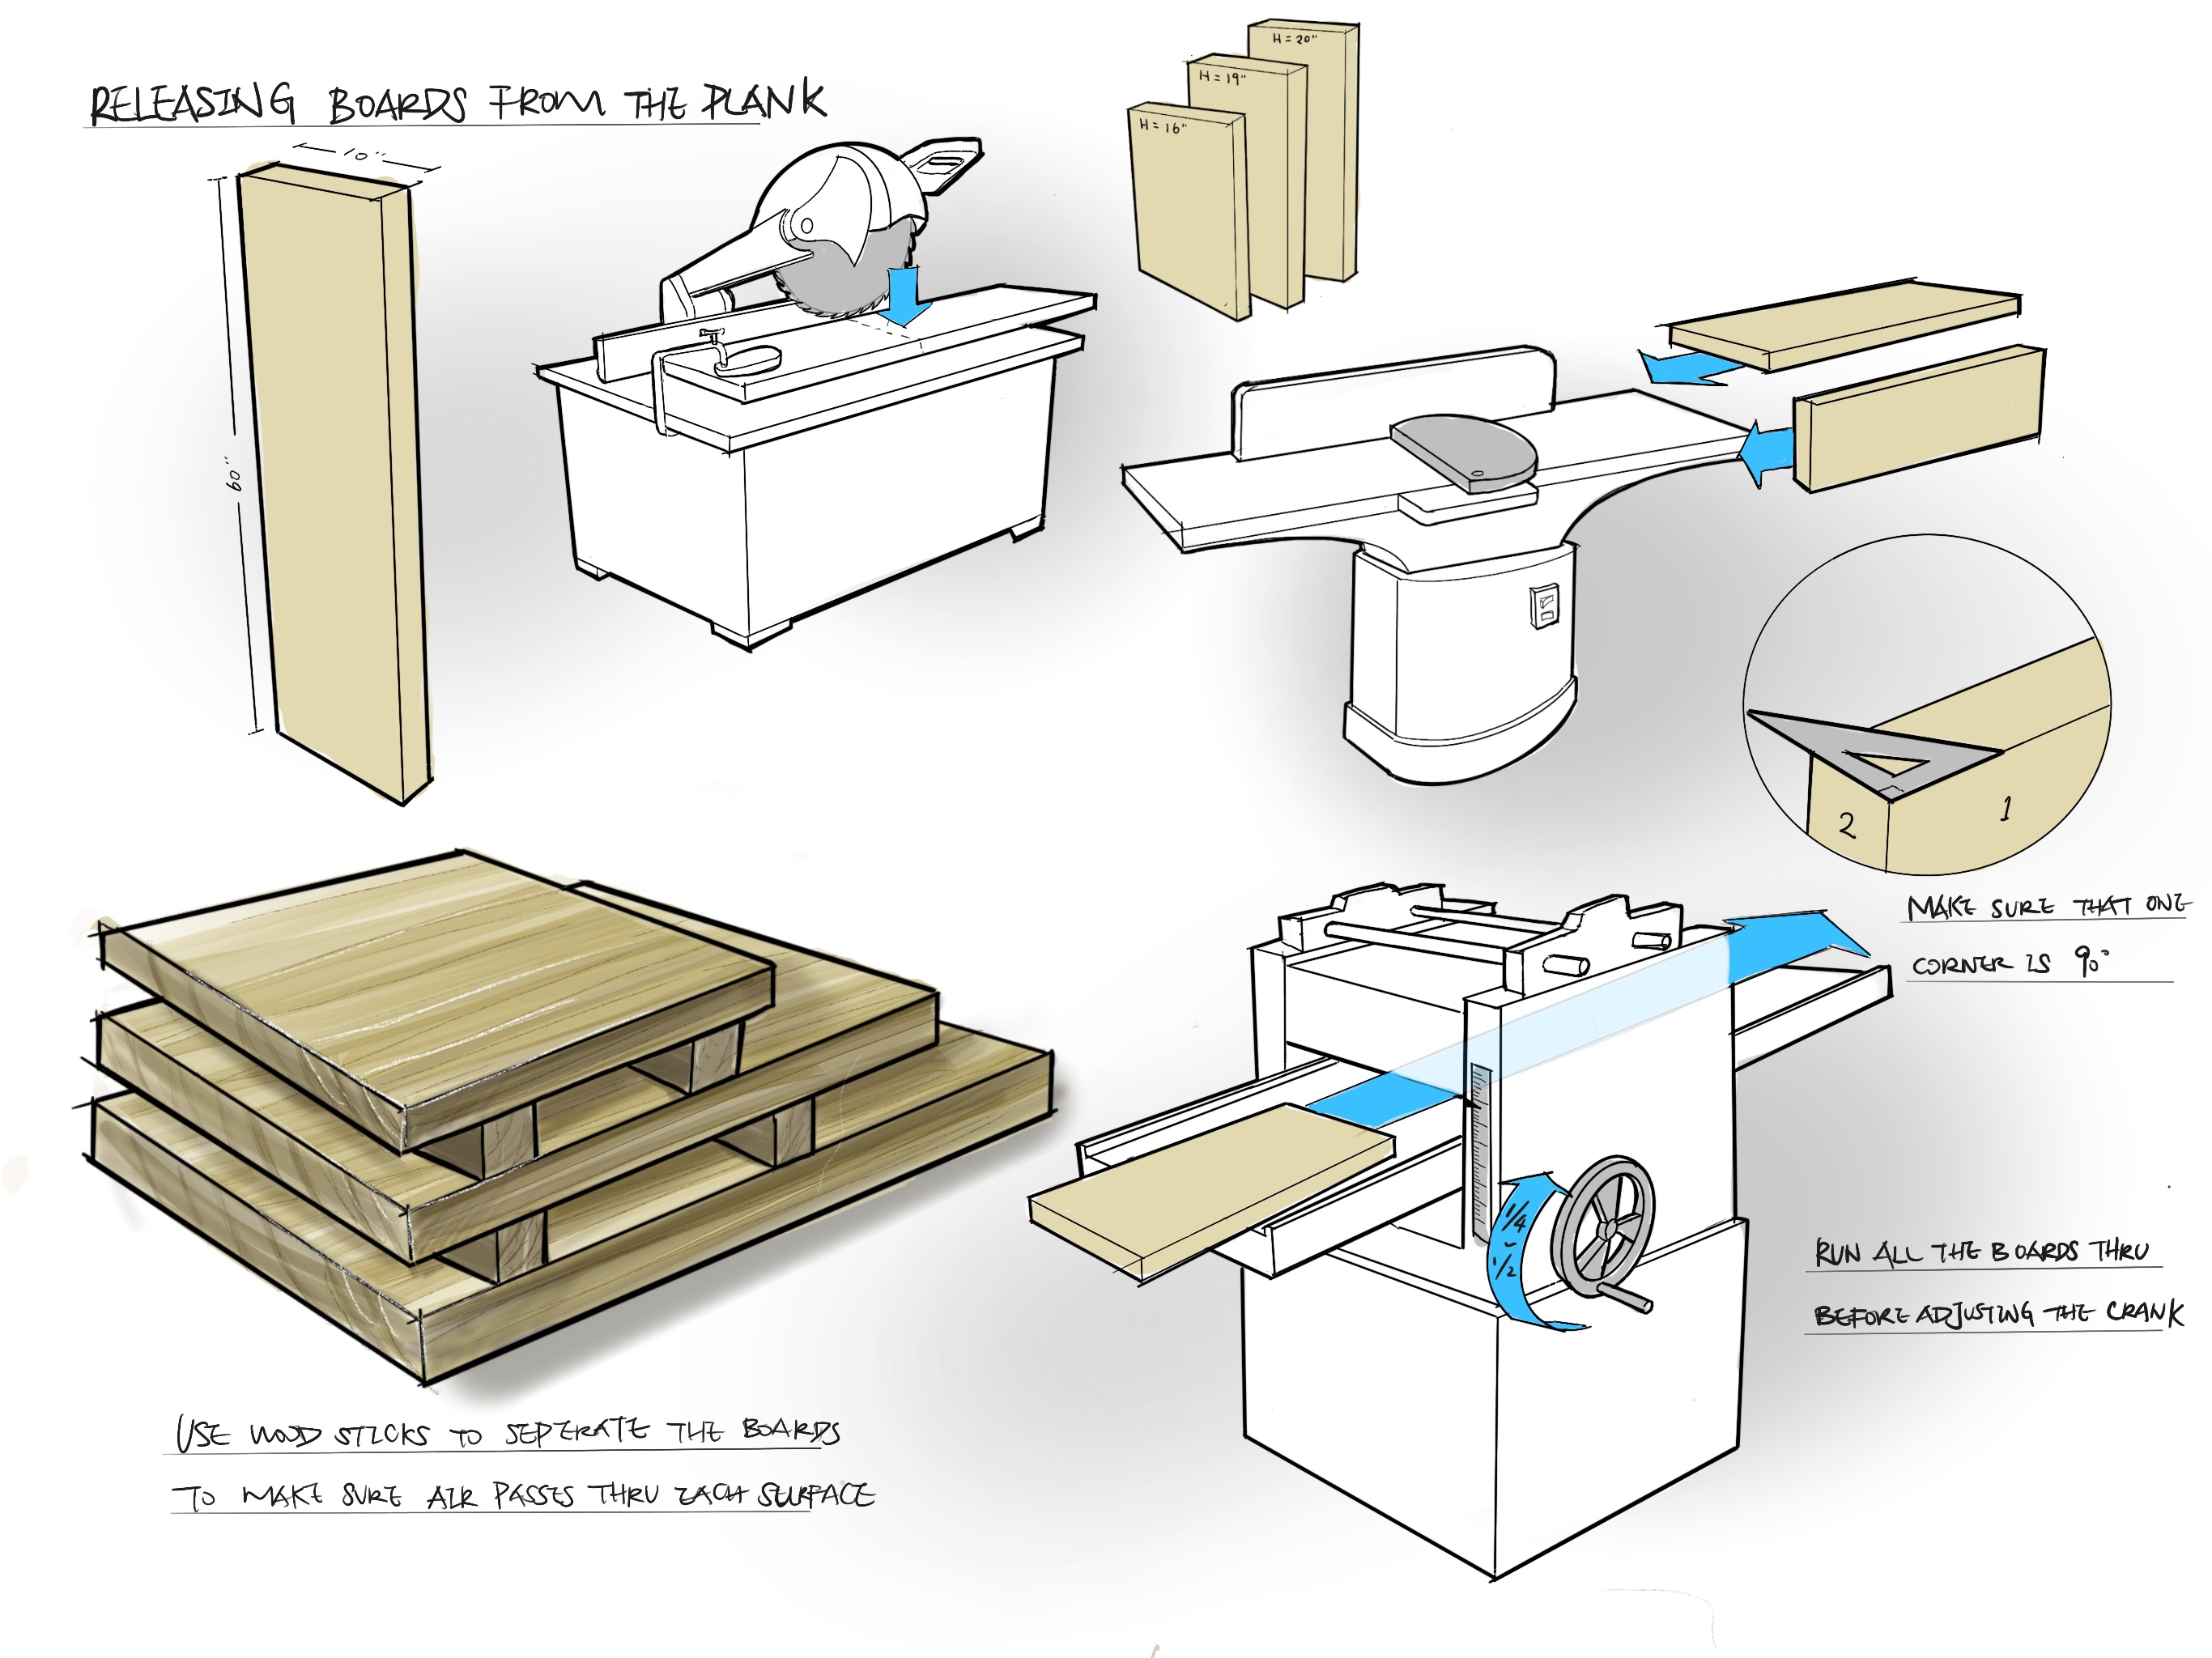 RELEASING BOARDS FROM THE PLANK
10"
60"
H = 20"
H = 19"
H = 16"
2
1
MAKE SURE THAT ONE
CORNER IS 90°
1/4
-
1/2
RUN ALL THE BOARDS THRU
BEFORE ADJUSTING THE CRANK
USE WOOD STICKS TO SEPERATE THE BOARDS
TO MAKE SURE AIR PASSES THRU EACH SURFACE